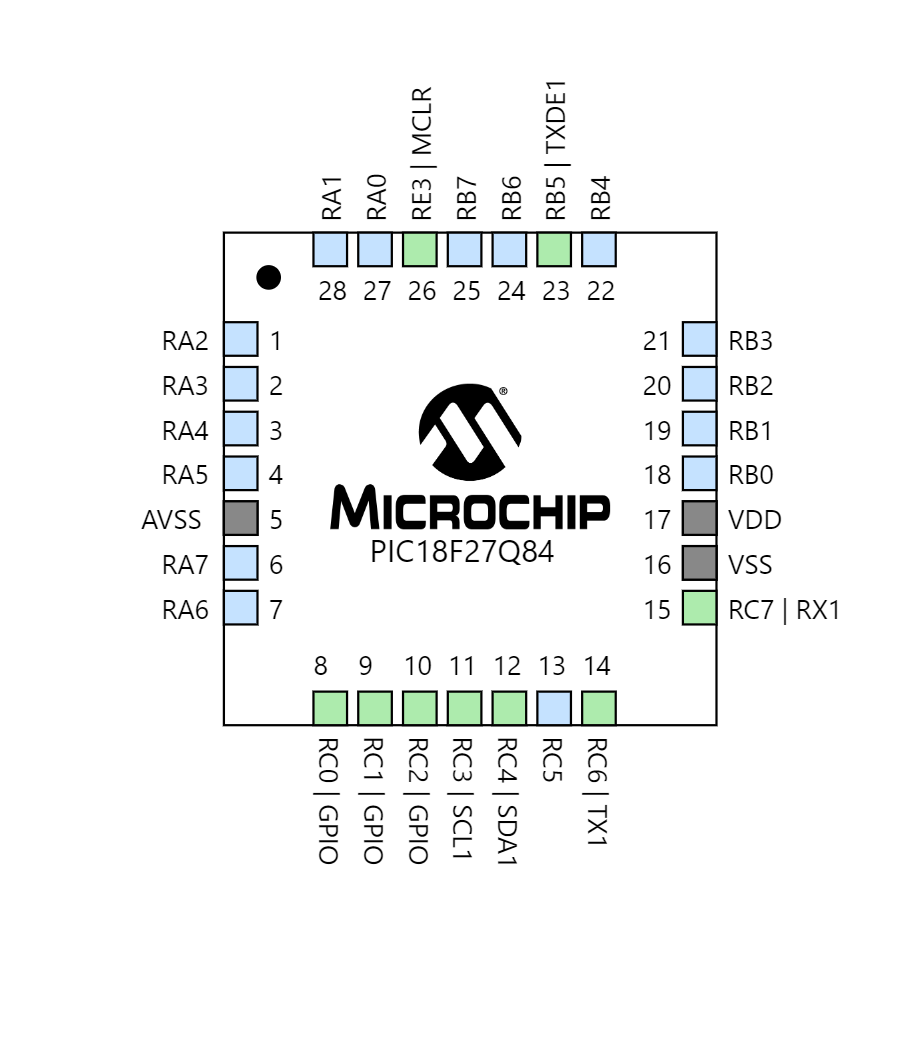 RA1
RA0
RE3 | MCLR
RB7
RB6
RB5 | TXDE1
RB4
28
27
26
25
24
23
22
RA2 1
RA3 2
RA4 3
RA5 4
AVSS 5
RA7 6
RA6 7
21 RB3
20 RB2
19 RB1
18 RB0
17 VDD
16 VSS
15 RC7 | RX1
®
MICROCHIP
PIC18F27Q84
8
9
10
11
12
13
14
RC0 | GPIO
RC1 | GPIO
RC2 | GPIO
RC3 | SCL1
RC4 | SDA1
RC5
RC6 | TX1